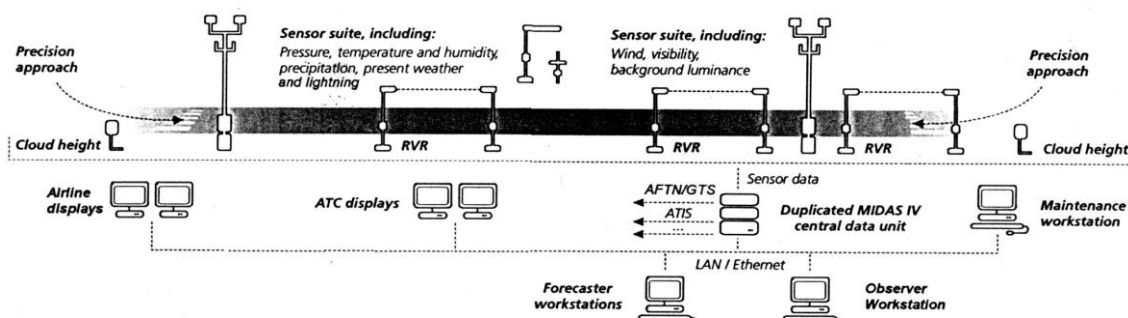 Precision
approach
Sensor suite, including:
Pressure, temperature and humidity,
precipitation, present weather
and lightning
Sensor suite, including:
Wind, visibility,
background luminance
Precision
approach
Cloud height
RVR
RVR
RVR
Cloud height
Airline
displays
ATC displays
AFTN/GTS
ATIS
...
Sensor data
Duplicated MIDAS IV
central data unit
Maintenance
workstation
LAN / Ethernet
Forecaster
workstations
Observer
Workstation